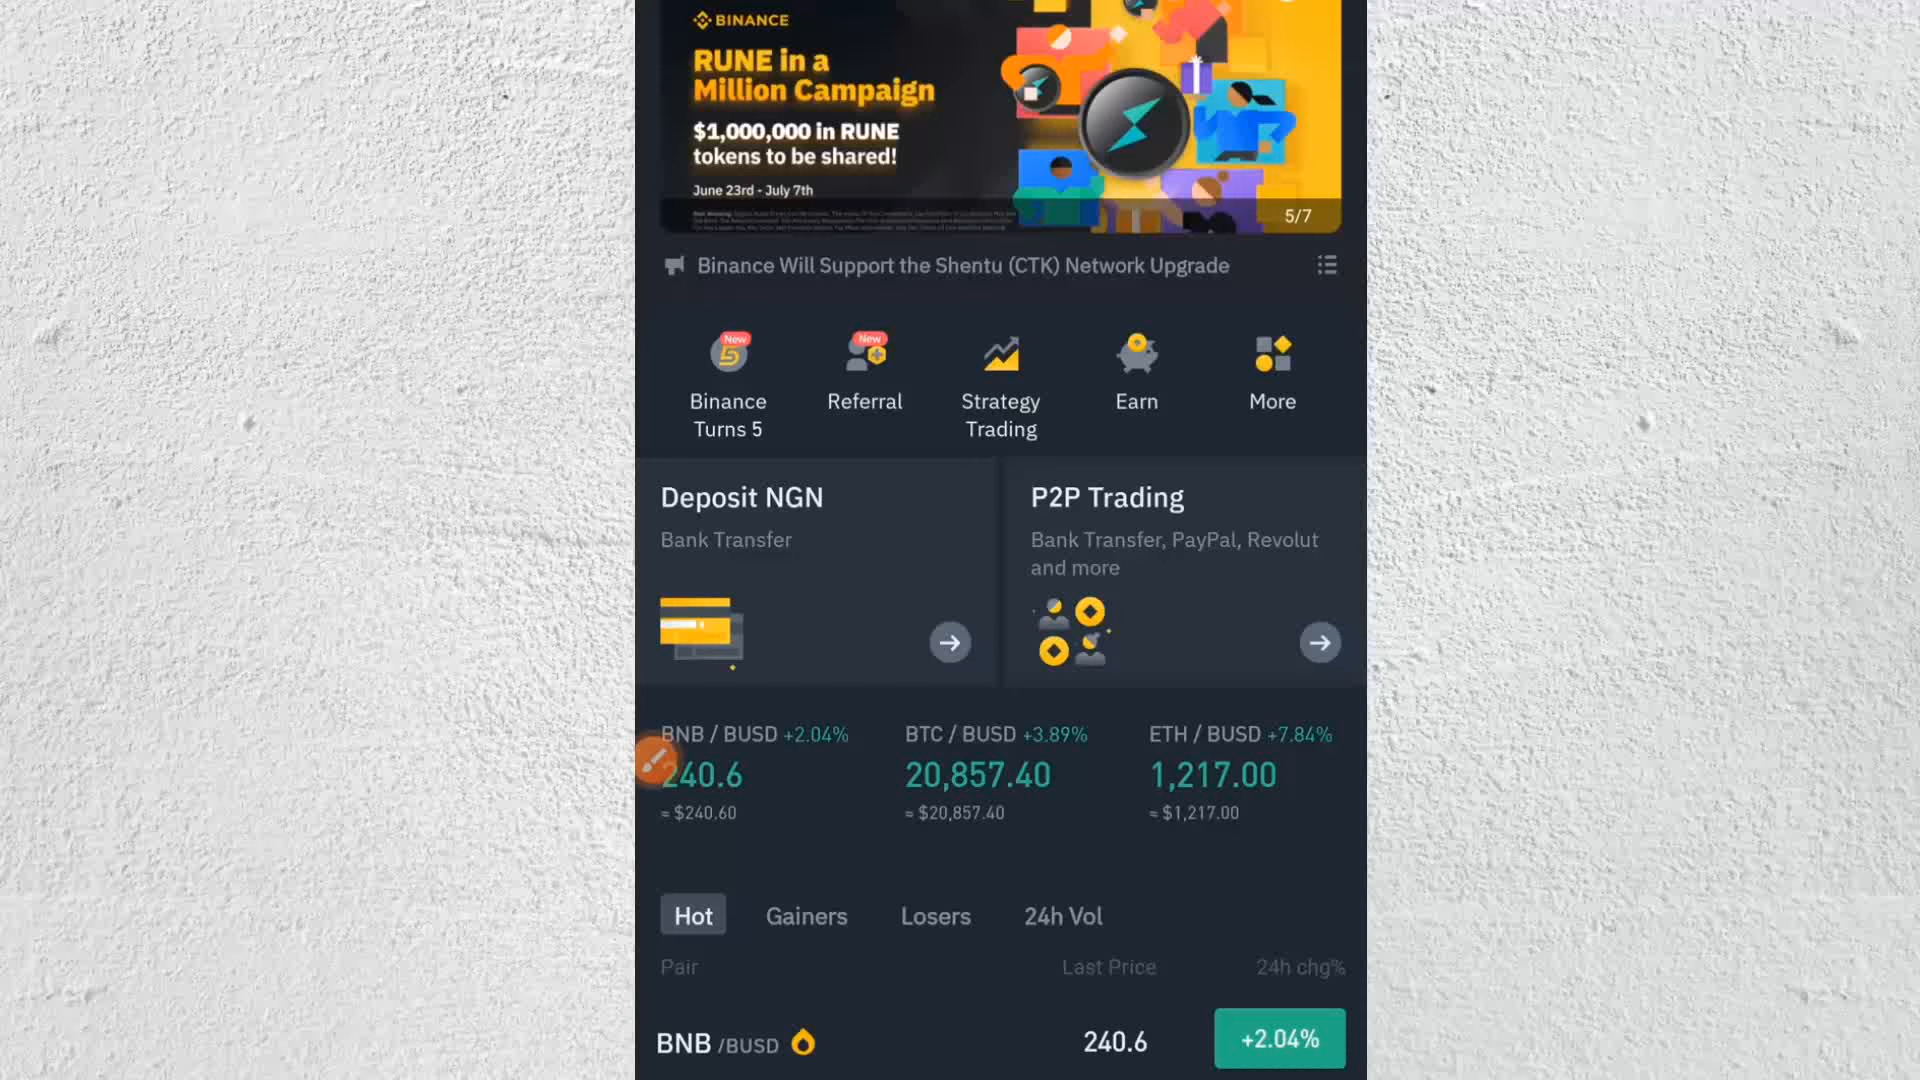 BINANCE
RUNE in a
Million Campaign
$1,000,000 in RUNE
tokens to be shared!
June 23rd - July 7th
5/7
Binance Will Support the Shentu (CTK) Network Upgrade
New
New
Binance Turns 5
Referral
Strategy Trading
Earn
More
Deposit NGN
Bank Transfer
P2P Trading
Bank Transfer, PayPal, Revolut
and more
BNB / BUSD +2.04%
240.6
≈ $240.60
BTC / BUSD +3.89%
20,857.40
≈ $20,857.40
ETH / BUSD +7.84%
1,217.00
≈ $1,217.00
Hot Gainers Losers 24h Vol
Pair Last Price 24h chg%
BNB /BUSD 240.6 +2.04%